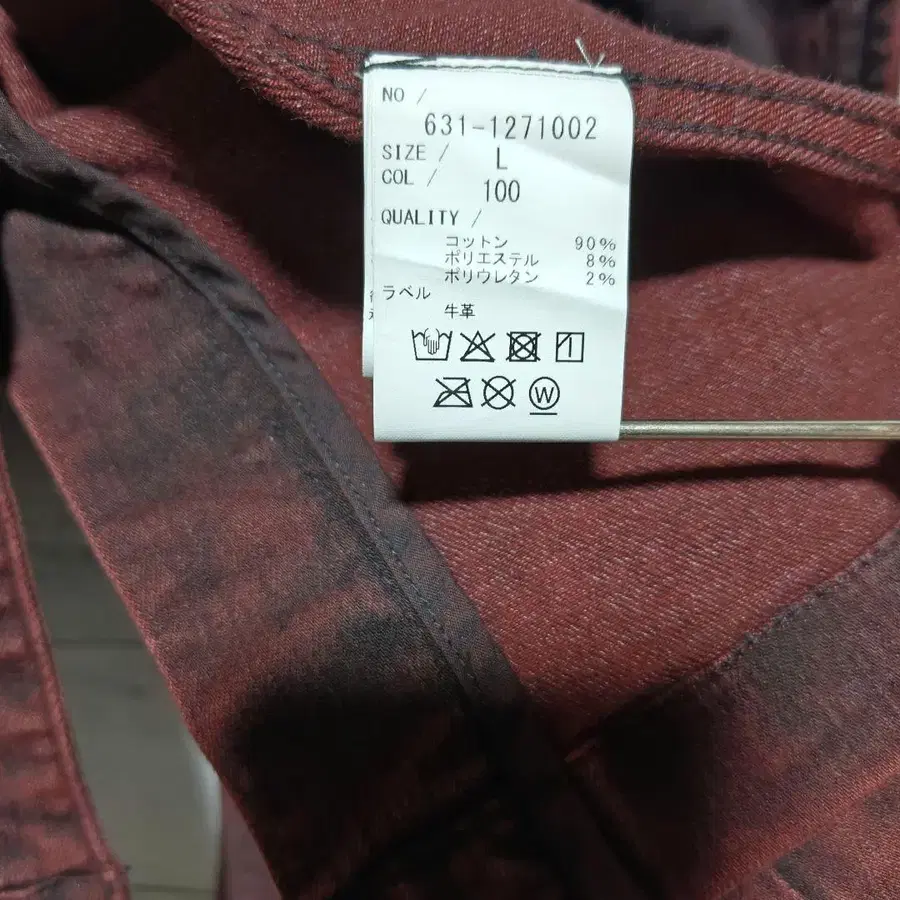 NO /
631-1271002
SIZE / L
COL / 100
QUALITY /
コットン 90%
ポリエステル 8%
ポリウレタン 2%
ラベル
牛革
W